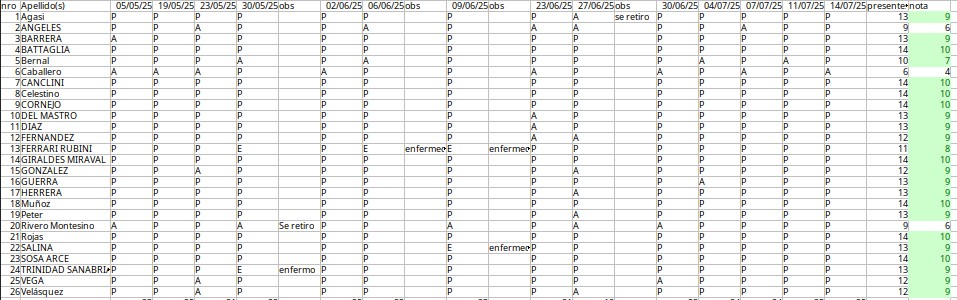 nro Apellido(s) 05/05/25 19/05/25 23/05/25 30/05/25 obs 02/06/25 06/06/25 obs 09/06/25 obs 23/06/25 27/06/25 obs 30/06/25 04/07/25 07/07/25 11/07/25 14/07/25 presente nota
1 Agasi P P P P P P P P A se retiro P P P P P 13 9
2 ANGELES P P A P P A P A A P P A P P 9 6
3 BARRERA A P P P P P P P P P P P P P 13 9
4 BATTAGLIA P P P P P P P P P P P P P P 14 10
5 Bernal P P P A P A P P P P A P A P 10 7
6 Caballero A A A P A P P A P A P A A P 6 4
7 CANCLINI P P P P P P P P P P P P P P 14 10
8 Celestino P P P P P P P P P P P P P P 14 10
9 CORNEJO P P P P P P P P P P P P P P 14 10
10 DEL MASTRO P P P P P P P A P P P P P P 13 9
11 DIAZ P P P P P P P A P P P P P P 13 9
12 FERNANDEZ P P P P P P P A A P P P P P 12 9
13 FERRARI RUBINI P P P E P E enferme E enferme P P P P P P P 11 8
14 GIRALDES MIRAVAL P P P P P P P P P P P P P P 14 10
15 GONZALEZ P P A P P P P P A P P P P P 12 9
16 GUERRA P P P P P P P P P P A P P P 13 9
17 HERRERA P P P P P P P P A P P P P P 13 9
18 Muñoz P P P P P P P P P P P P P P 14 10
19 Peter P P P P P P P P A P P P P P 13 9
20 Rivero Montesino A P P A Se retiro P P A P A A P P P P 9 6
21 Rojas P P P P P P P P P P P P P P 14 10
22 SALINA P P P P P P E enferme P P P P P P P 13 9
23 SOSA ARCE P P P P P P P P P P P P P P 14 10
24 TRINIDAD SANABRI P P P E enfermo P P P P P P P P P P 13 9
25 VEGA P P A P P P P P P A P P P P 12 9
26 Velásquez P P A P P P P P A P P P P P 12 9